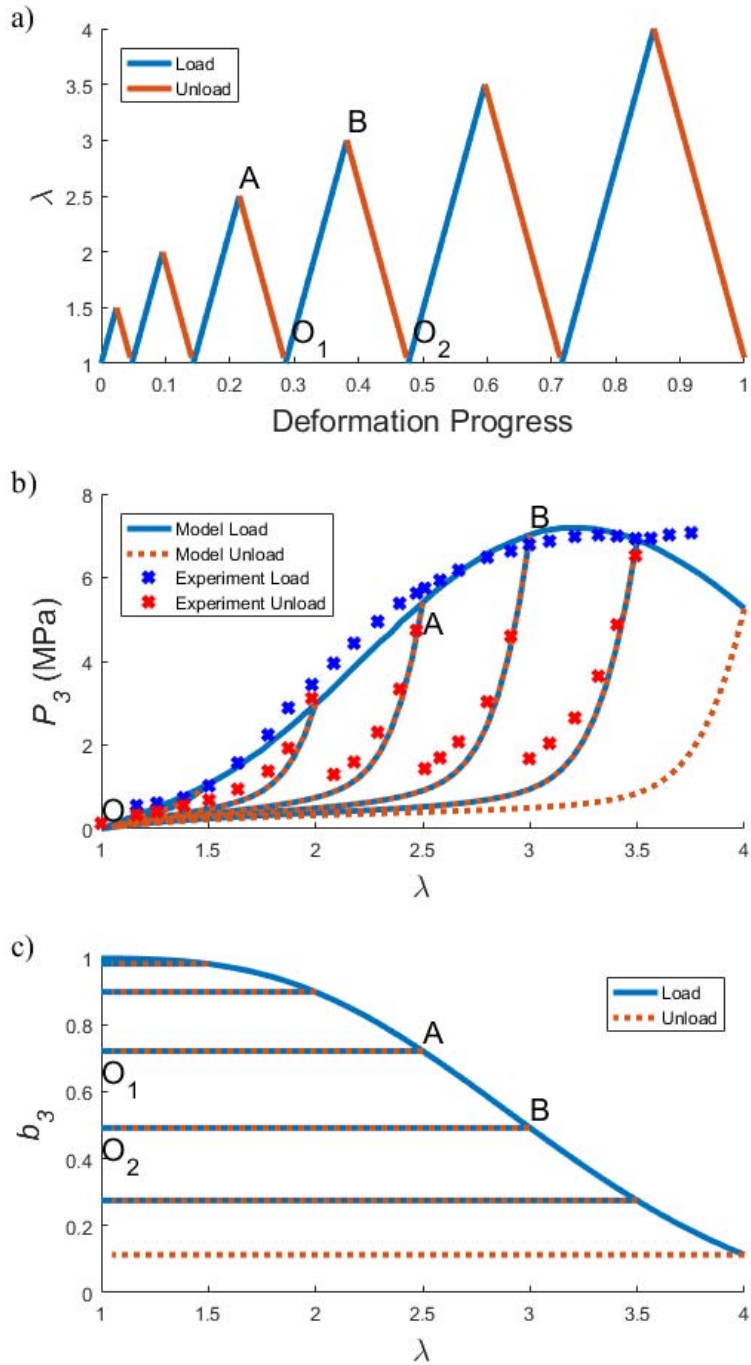 a)
4
3.5
3
2.5
2
1.5
1
λ
Load
Unload
A
B
O1
O2
0 0.1 0.2 0.3 0.4 0.5 0.6 0.7 0.8 0.9 1
Deformation Progress
b)
8
6
4
2
0
P3 (MPa)
Model Load
Model Unload
Experiment Load
Experiment Unload
B
A
O
1 1.5 2 2.5 3 3.5 4
λ
c)
1
0.8
0.6
0.4
0.2
0
b3
Load
Unload
A
O1
B
O2
1 1.5 2 2.5 3 3.5 4
λ